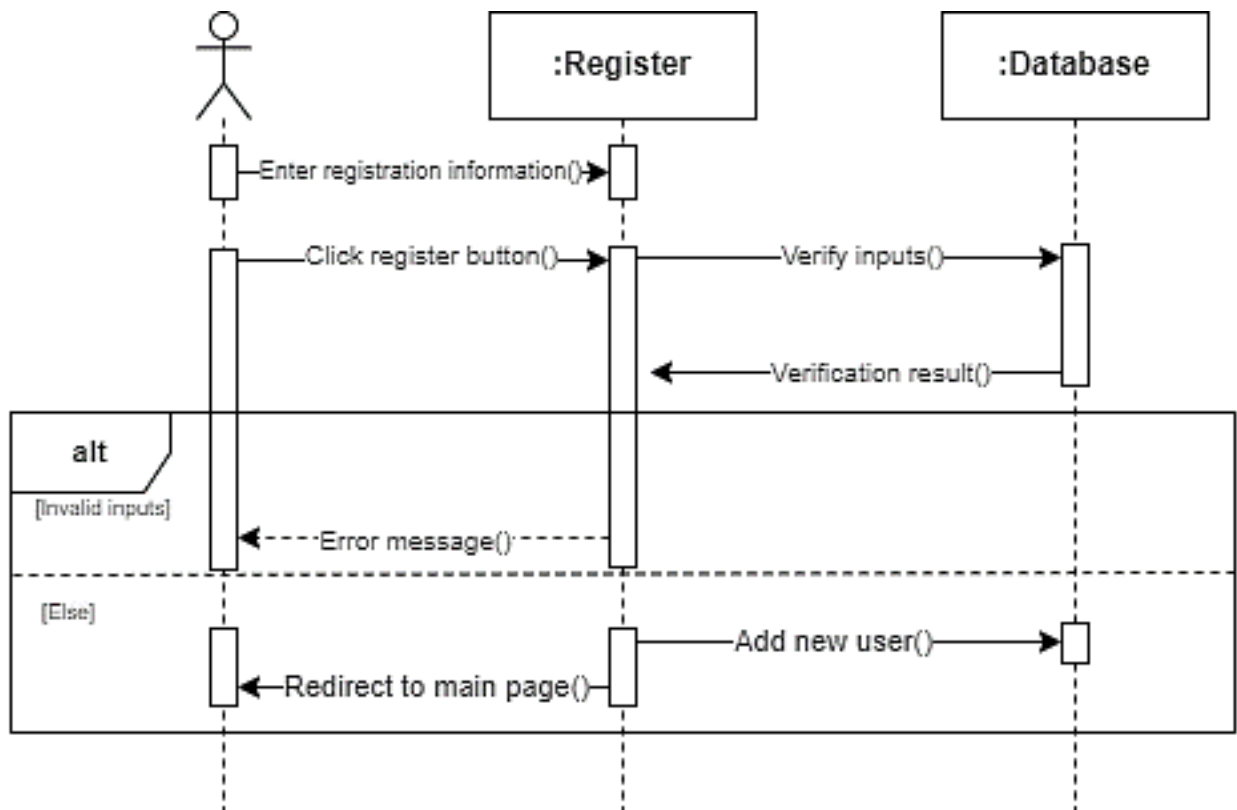 :Register
:Database
Enter registration information()
Click register button()
Verify inputs()
Verification result()
alt
[Invalid inputs]
Error message()
[Else]
Add new user()
Redirect to main page()